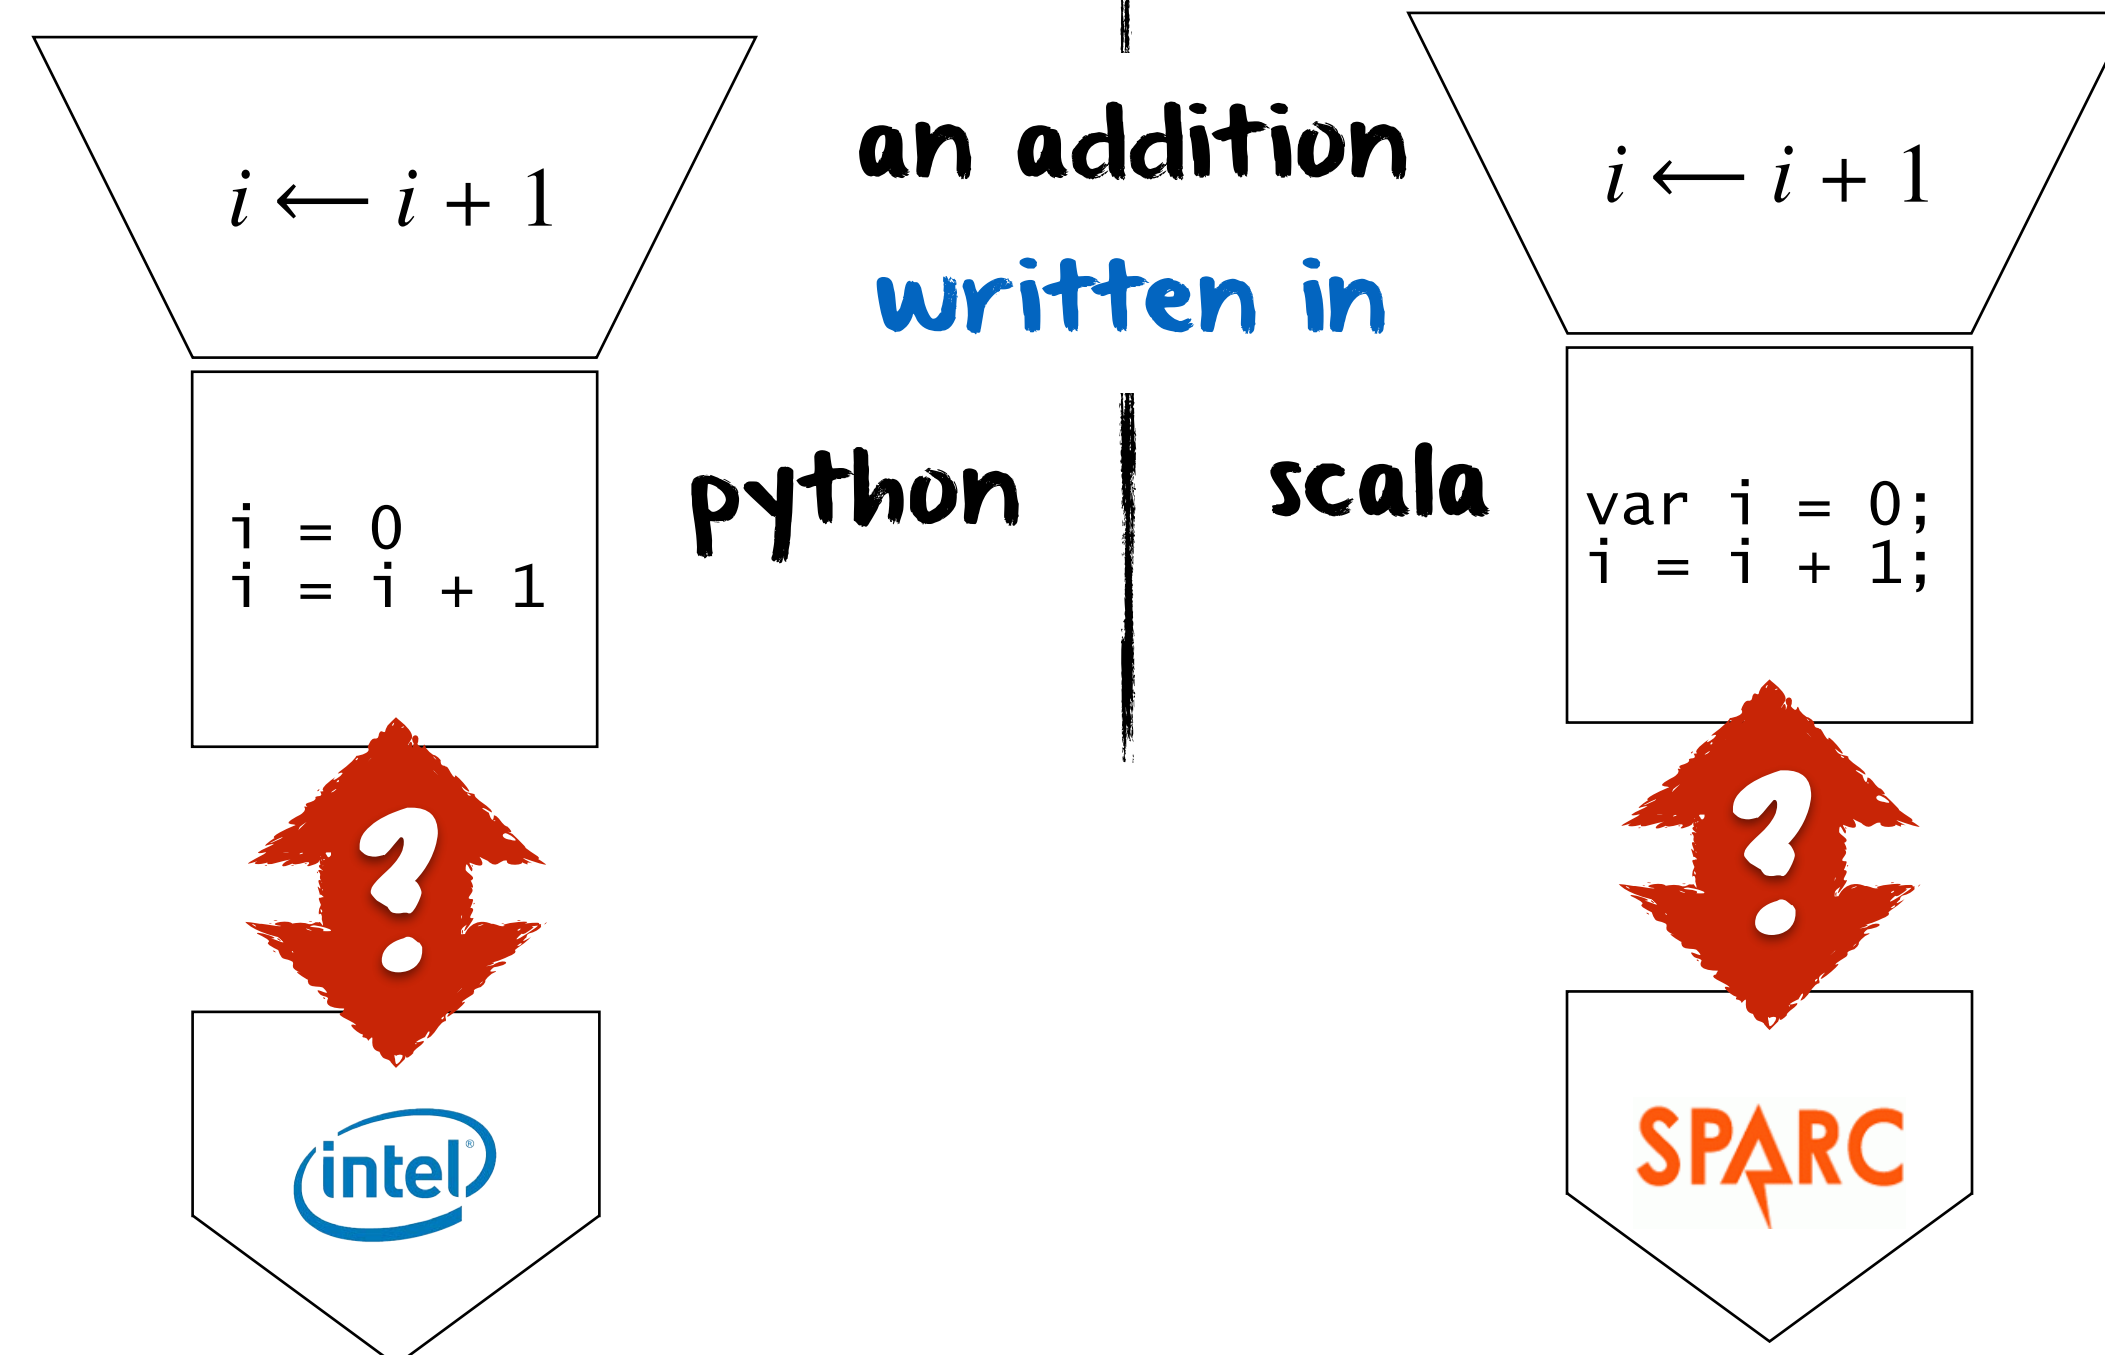 i ⟵ i + 1
an addition
written in
i ⟵ i + 1
i = 0
i = i + 1
python
scala
var i = 0;
i = i + 1;
?
?
intel®
SPARC